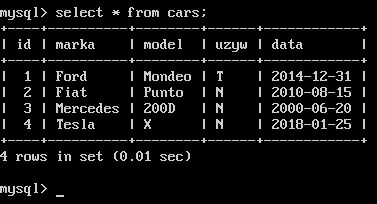 mysql> select * from cars;
+----+----------+--------+------+------------+
| id | marka    | model  | uzyw | data       |
+----+----------+--------+------+------------+
|  1 | Ford     | Mondeo | T    | 2014-12-31 |
|  2 | Fiat     | Punto  | N    | 2010-08-15 |
|  3 | Mercedes | 200D   | N    | 2000-06-20 |
|  4 | Tesla    | X      | N    | 2018-01-25 |
+----+----------+--------+------+------------+
4 rows in set (0.01 sec)
mysql> _